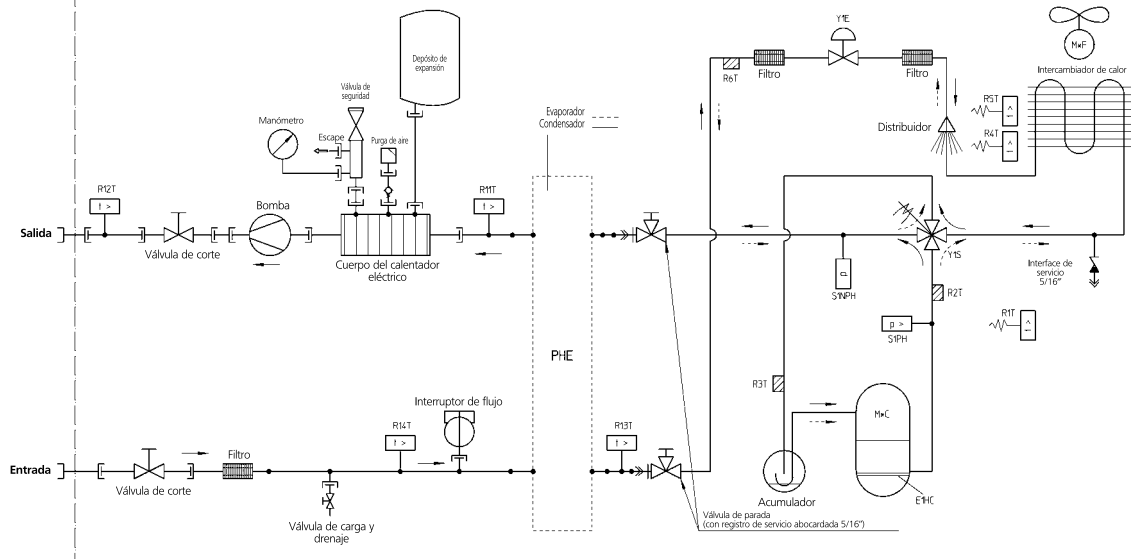 Y1E
M*F
Intercambiador de calor
Filtro
Filtro
R6T
Depósito de
expansión
Válvula de
seguridad
Manómetro
Escape
Purga de aire
Evaporador
Condensador
Distribuidor
R5T
R4T
R12T
t >
Bomba
R11T
t >
Salida
Válvula de corte
Cuerpo del calentador
eléctrico
Y1S
Interface de
servicio
5/16"
p
S1NPH
R2T
p >
S1PH
R1T
PHE
R3T
M*C
Interruptor de flujo
R14T
t >
R13T
t >
Entrada
Filtro
Válvula de corte
Válvula de carga y
drenaje
Acumulador
E1HC
Válvula de parada
(con registro de servicio abocardada 5/16")